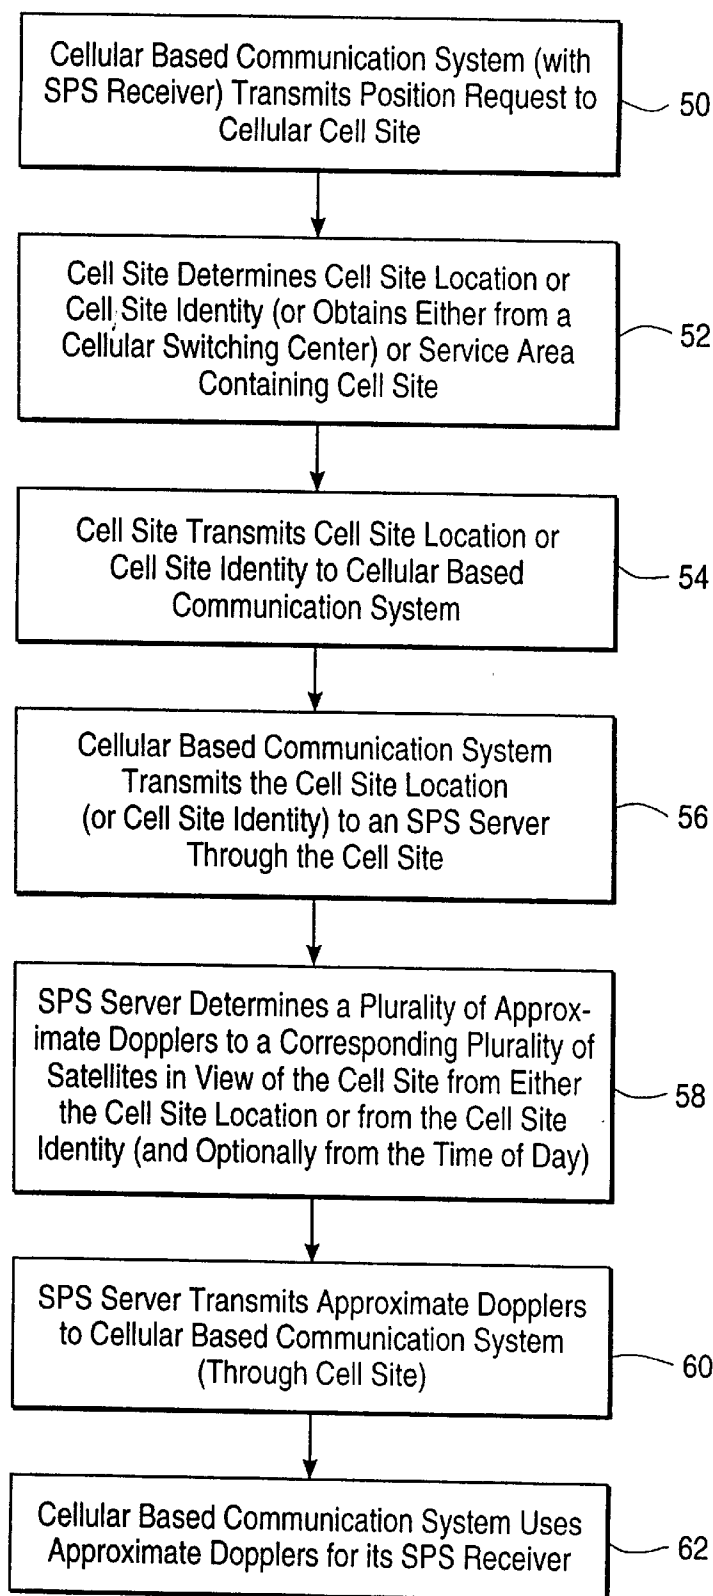 Cellular Based Communication System (with
SPS Receiver) Transmits Position Request to
Cellular Cell Site
50
Cell Site Determines Cell Site Location or
Cell Site Identity (or Obtains Either from a
Cellular Switching Center) or Service Area
Containing Cell Site
52
Cell Site Transmits Cell Site Location or
Cell Site Identity to Cellular Based
Communication System
54
Cellular Based Communication System
Transmits the Cell Site Location
(or Cell Site Identity) to an SPS Server
Through the Cell Site
56
SPS Server Determines a Plurality of Approx-
imate Dopplers to a Corresponding Plurality of
Satellites in View of the Cell Site from Either
the Cell Site Location or from the Cell Site
Identity (and Optionally from the Time of Day)
58
SPS Server Transmits Approximate Dopplers
to Cellular Based Communication System
(Through Cell Site)
60
Cellular Based Communication System Uses
Approximate Dopplers for its SPS Receiver
62